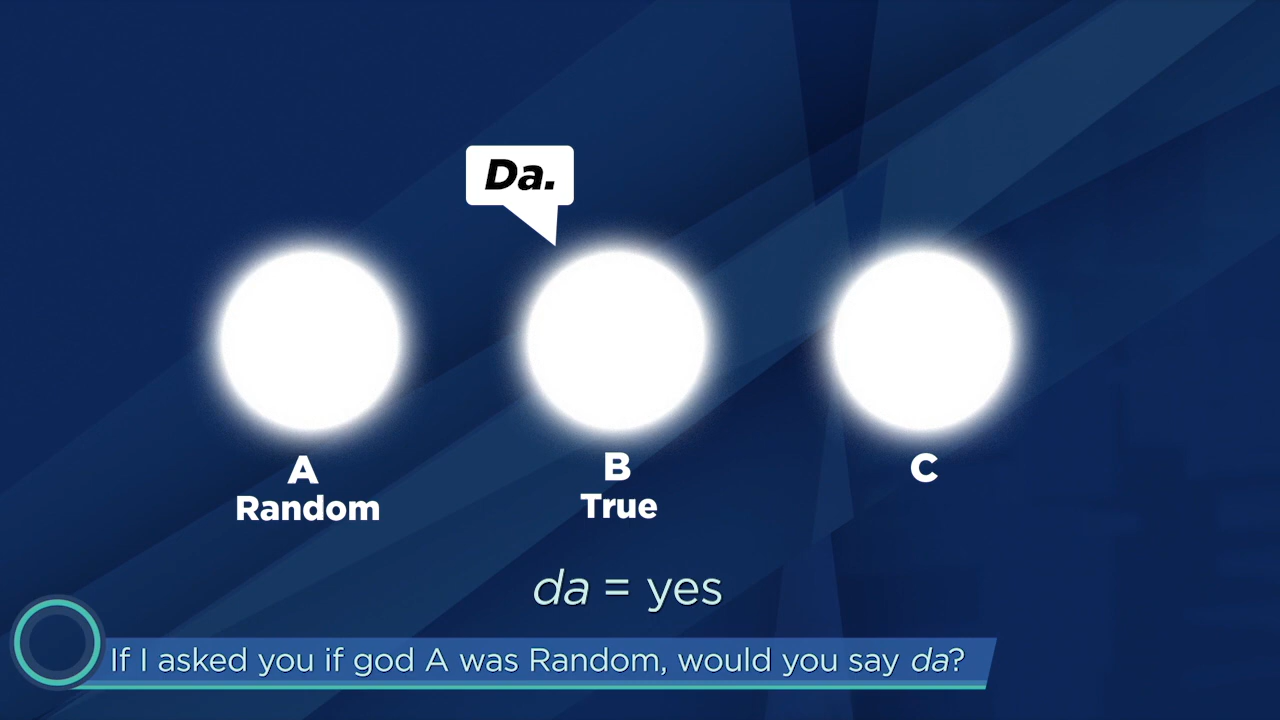 Da.
A
Random
B
True
C
da = yes
If I asked you if god A was Random, would you say da?